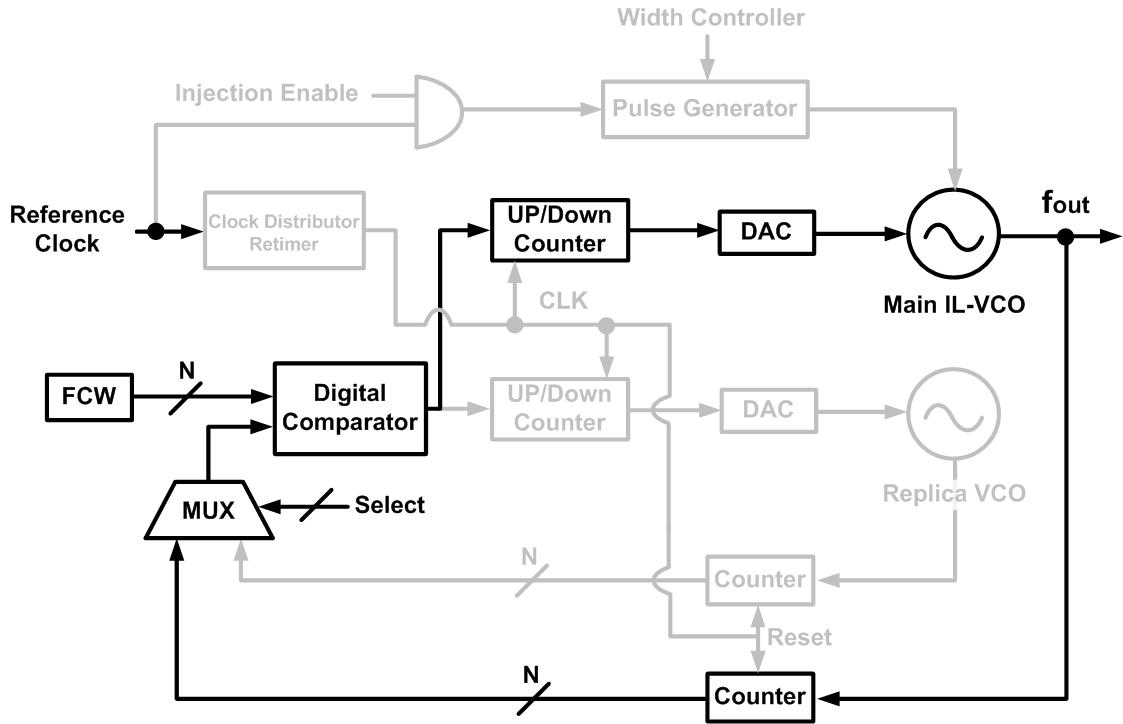 Width Controller
Injection Enable
Pulse Generator
Reference
Clock
Clock Distributor
Retimer
UP/Down
Counter
DAC
fout
Main IL-VCO
CLK
FCW
N
Digital
Comparator
UP/Down
Counter
DAC
Replica VCO
MUX
Select
N
Counter
Reset
N
Counter